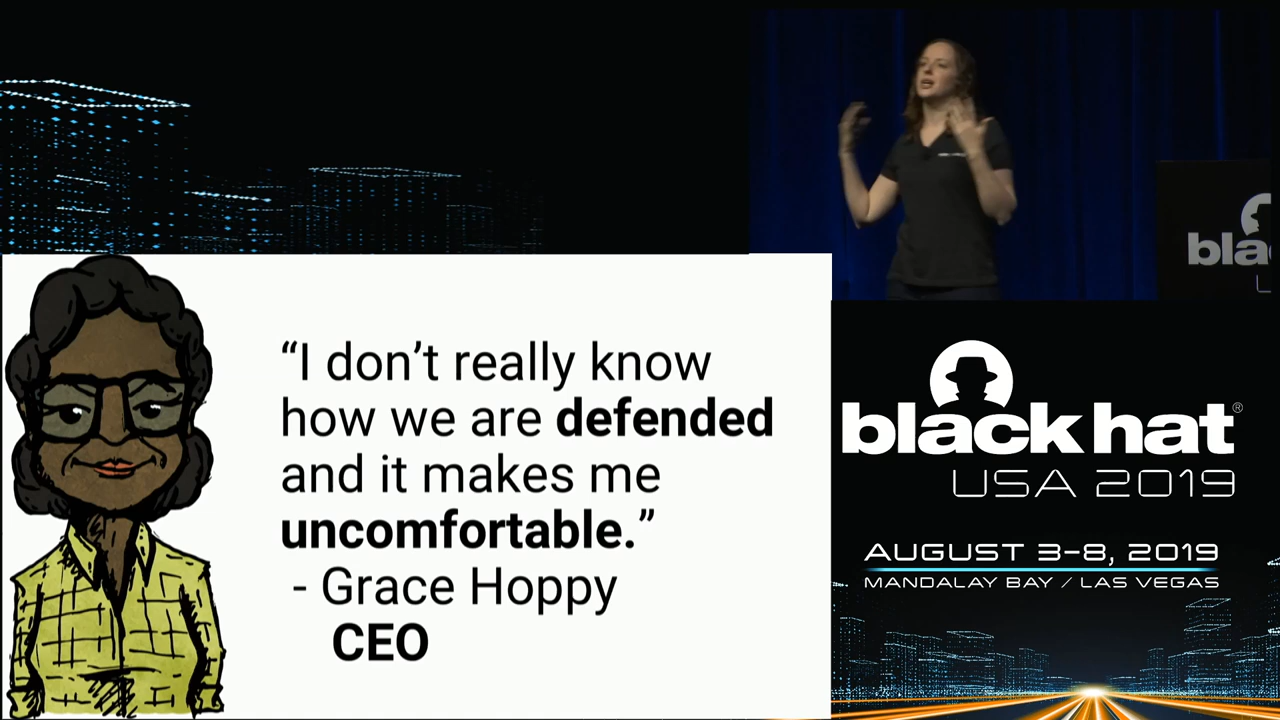 “I don’t really know
how we are defended
and it makes me
uncomfortable.”
- Grace Hoppy
CEO
bla
U
black hat®
USA 2019
AUGUST 3-8, 2019
MANDALAY BAY / LAS VEGAS